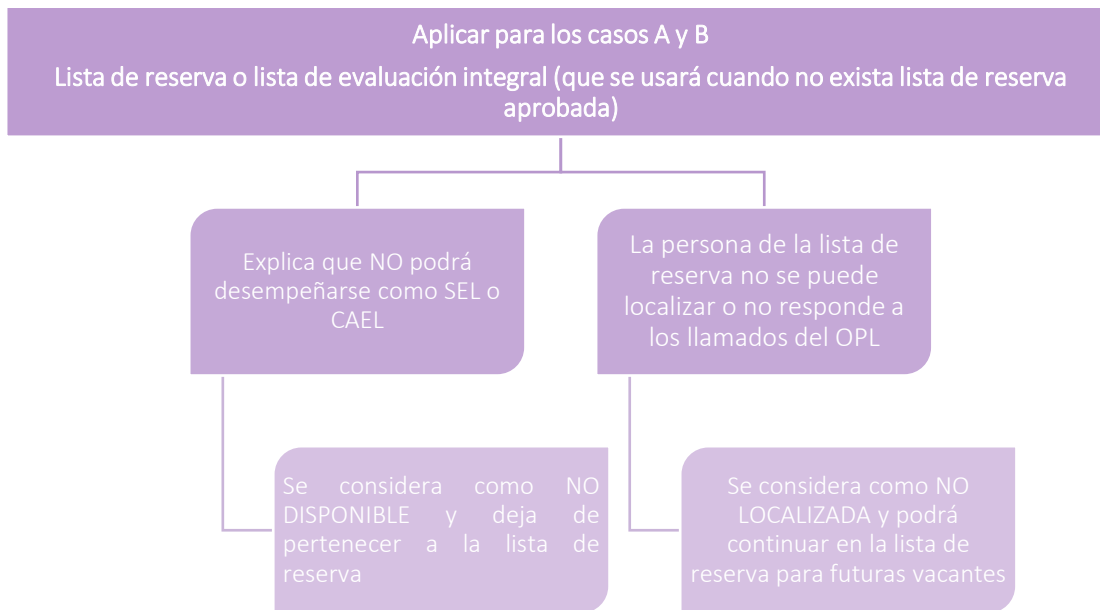 Aplicar para los casos A y B
Lista de reserva o lista de evaluación integral (que se usará cuando no exista lista de reserva
aprobada)
Explica que NO podrá
desempeñarse como SEL o
CAEL
La persona de la lista de
reserva no se puede
localizar o no responde a
los llamados del OPL
Se considera como NO
DISPONIBLE y deja de
pertenecer a la lista de
reserva
Se considera como NO
LOCALIZADA y podrá
continuar en la lista de
reserva para futuras vacantes